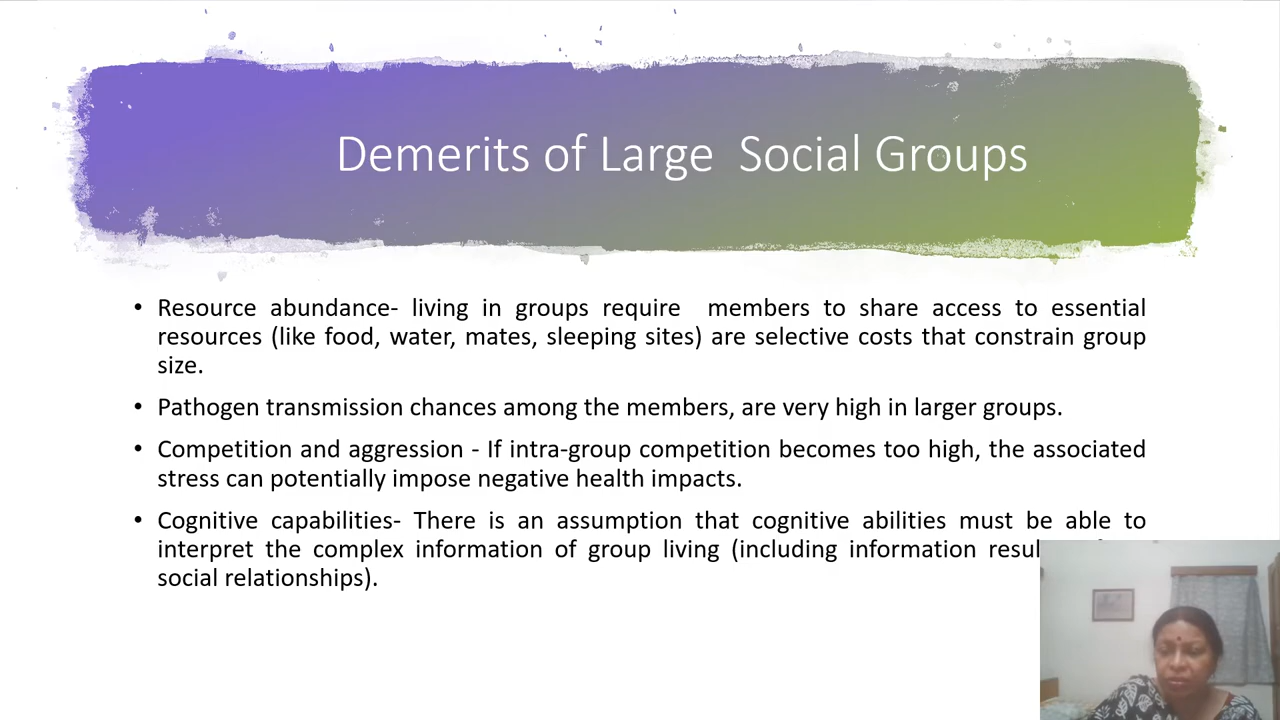 Demerits of Large Social Groups
• Resource abundance- living in groups require members to share access to essential
resources (like food, water, mates, sleeping sites) are selective costs that constrain group
size.
• Pathogen transmission chances among the members, are very high in larger groups.
• Competition and aggression - If intra-group competition becomes too high, the associated
stress can potentially impose negative health impacts.
• Cognitive capabilities- There is an assumption that cognitive abilities must be able to
interpret the complex information of group living (including information
social relationships).